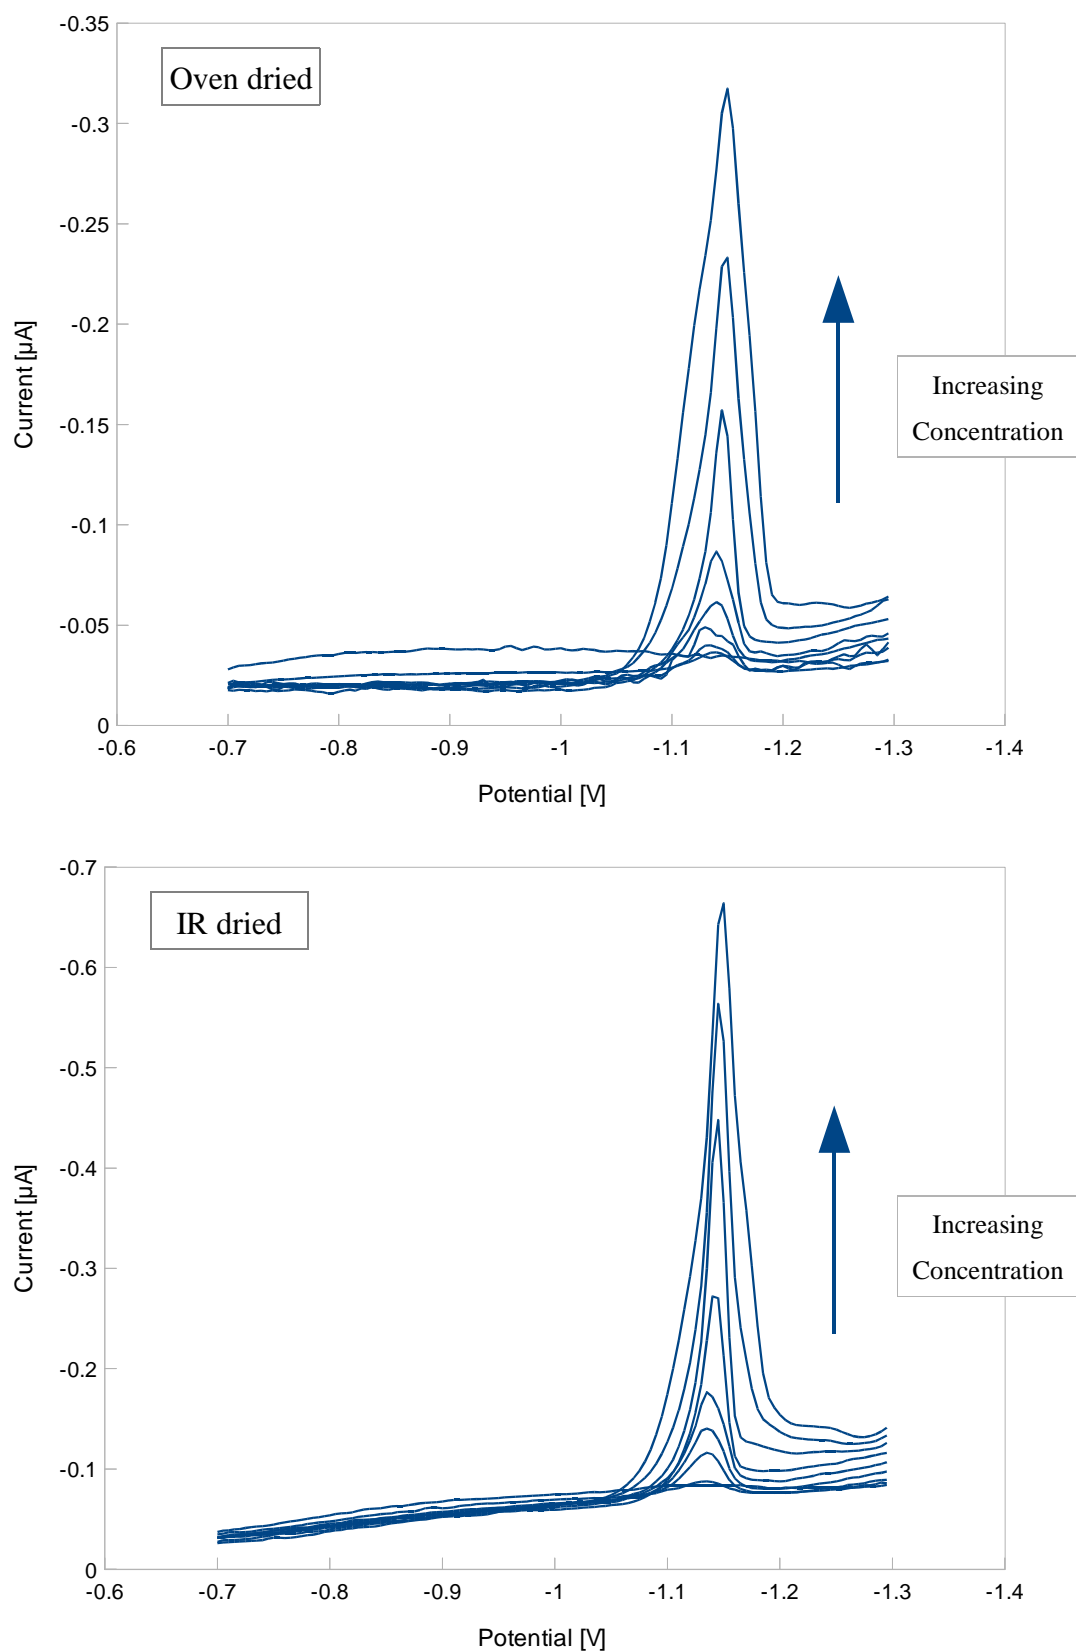 -0.35
Oven dried
-0.3
-0.25
-0.2
Current [µA]
Increasing
Concentration
-0.15
-0.1
-0.05
0
-0.6 -0.7 -0.8 -0.9 -1 -1.1 -1.2 -1.3 -1.4
Potential [V]
-0.7
IR dried
-0.6
-0.5
-0.4
Current [µA]
Increasing
Concentration
-0.3
-0.2
-0.1
0
-0.6 -0.7 -0.8 -0.9 -1 -1.1 -1.2 -1.3 -1.4
Potential [V]